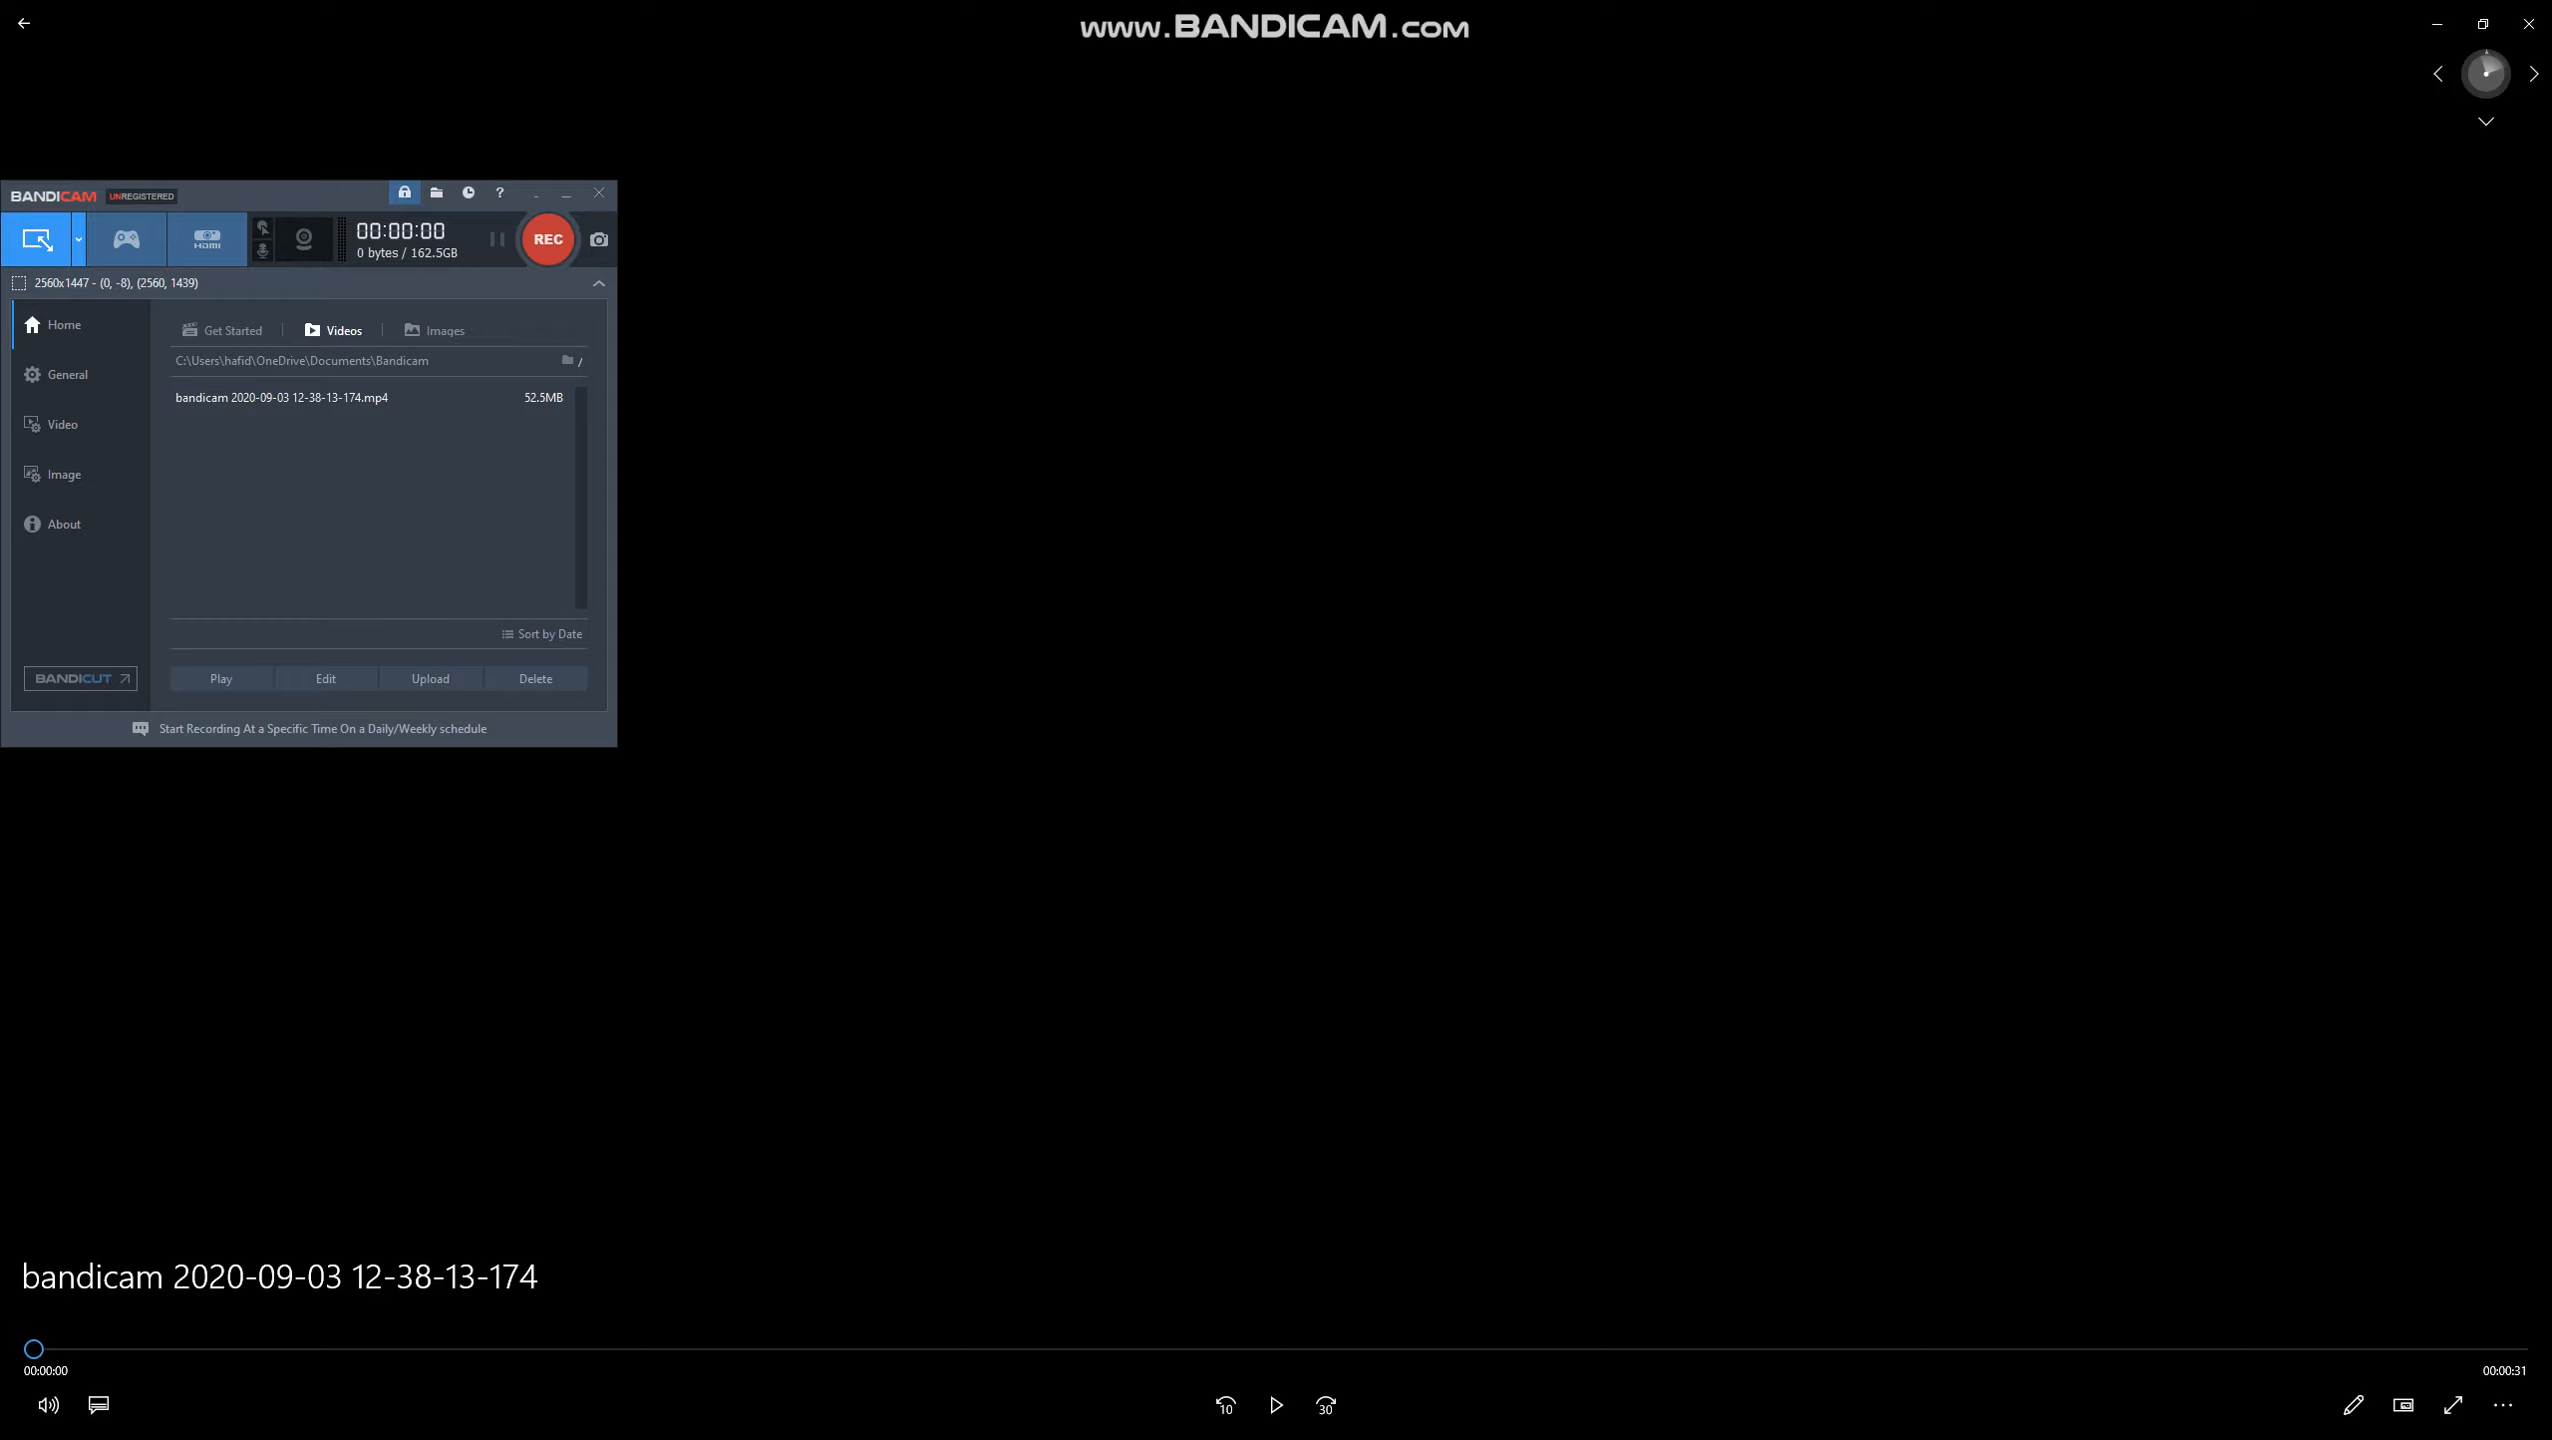 www.BANDICAM.COM
BANDICAM UNREGISTERED
?
HDMI
00:00:00
0 bytes / 162.5GB
REC
2560x1447 - (0, -8), (2560, 1439)
Home
General
Video
Image
About
BANDICUT
Get Started
Videos
Images
C:\Users\hafid\OneDrive\Documents\Bandicam
/
bandicam 2020-09-03 12-38-13-174.mp4 52.5MB
Sort by Date
Play Edit Upload Delete
Start Recording At a Specific Time On a Daily/Weekly schedule
bandicam 2020-09-03 12-38-13-174
00:00:00
00:00:31
10
30